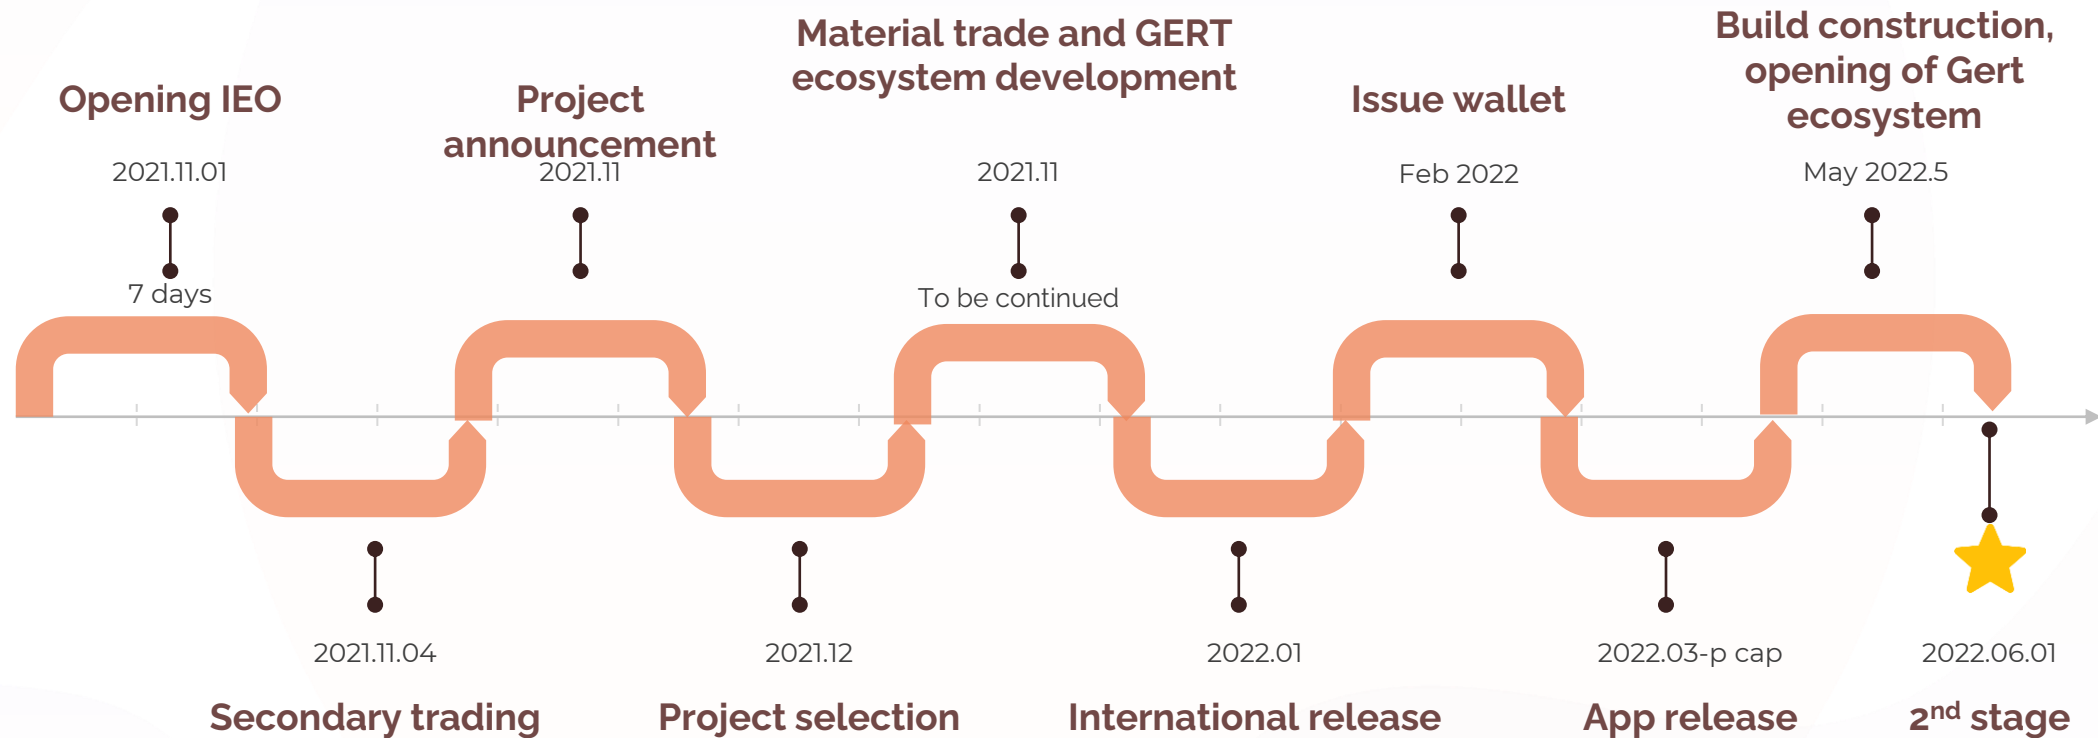 Opening IEO
2021.11.01
7 days
Secondary trading
2021.11.04
Project
announcement
2021.11
Project selection
2021.12
Material trade and GERT
ecosystem development
2021.11
To be continued
International release
2022.01
Issue wallet
Feb 2022
App release
2022.03-p cap
Build construction,
opening of Gert
ecosystem
May 2022.5
2022.06.01
2nd stage